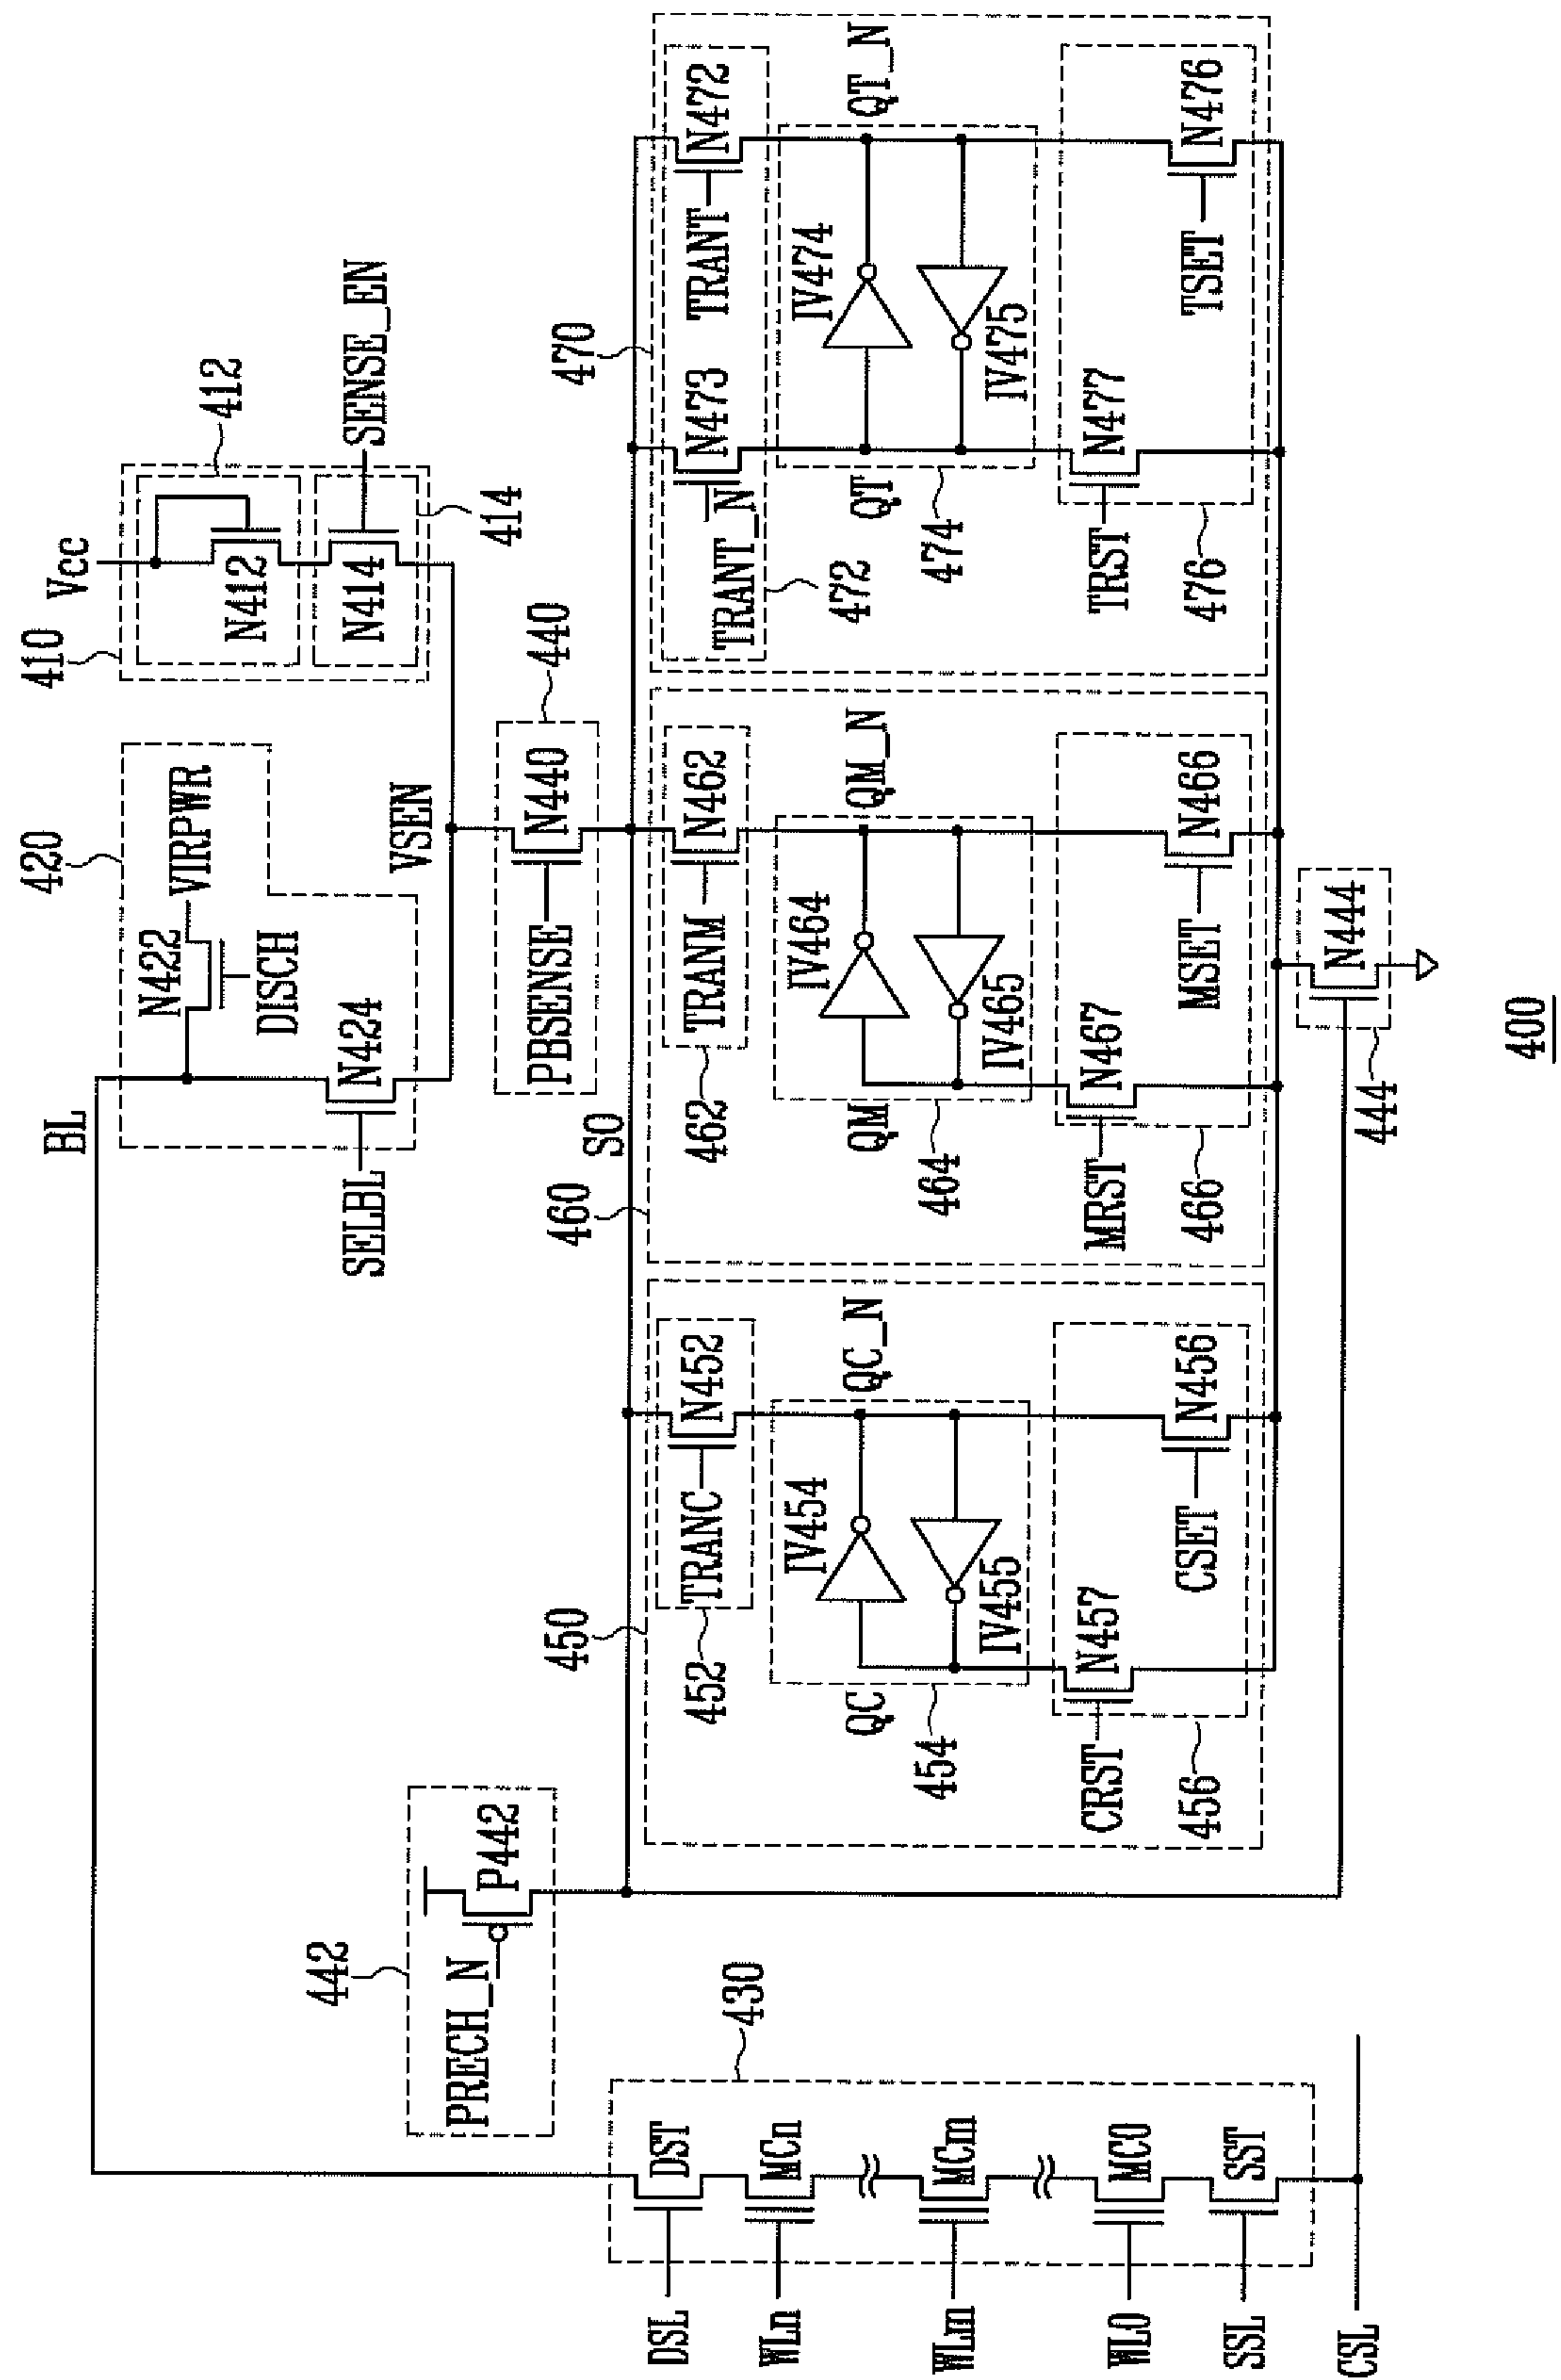 BL
420
VIRPWR
N422
DISCH
N424
SELBL
410
Vcc
412
N412
SENSE_EN
N414
414
VSEN
440
N440
PBSENSE
442
P442
PRECH_N
SO
430
DSL
DST
WLn
MCn
WLm
MCm
WL0
MC0
SSL
SST
CSL
450
N452
TRANC
452
QC_N
IV454
IV455
QC
454
N457
N456
CSET
CRST
456
460
N462
TRANM
462
QM_N
IV464
IV465
QM
464
N467
N466
MSET
MRST
466
470
N472
TRANT
N473
TRANT_N
472
QT_N
IV474
IV475
QT
474
N477
N476
TSET
TRST
476
N444
444
400